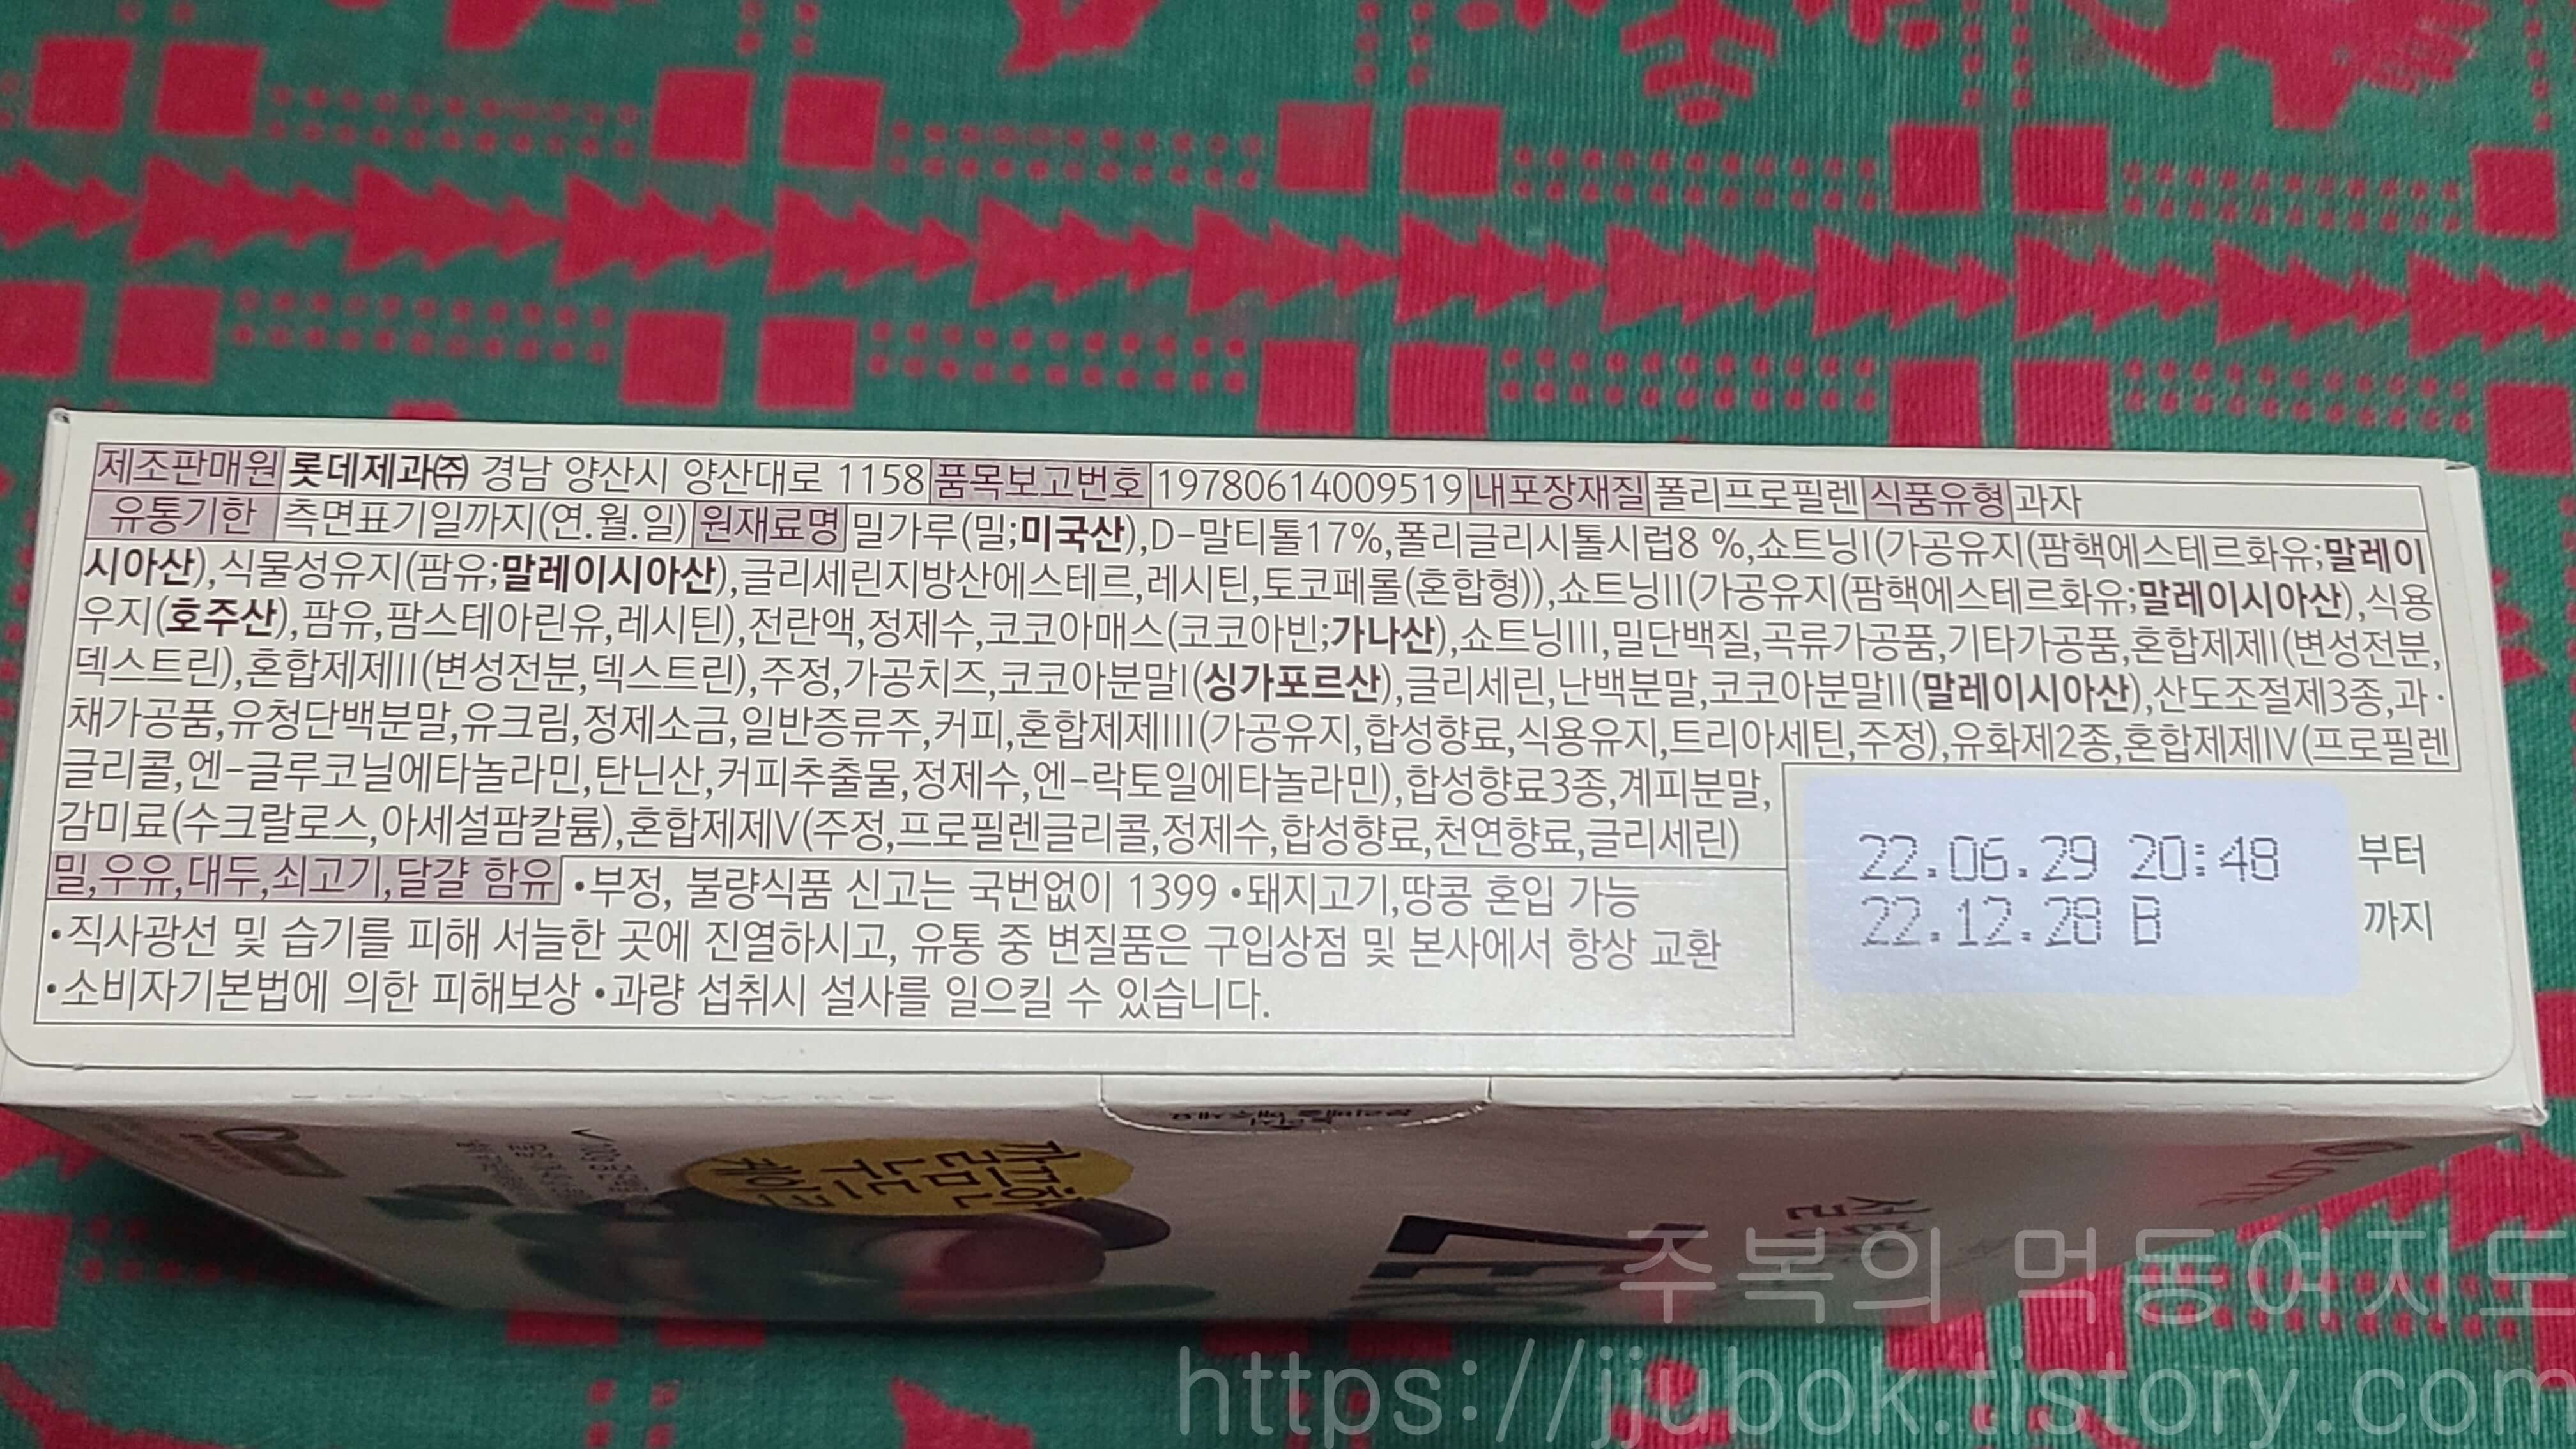 제조판매원 롯데제과㈜ 경남 양산시 양산대로 1158 품목보고번호 19780614009519 내포장재질 폴리프로필렌 식품유형 과자
유통기한 측면표기일까지(연.월.일) 원재료명 밀가루(밀;미국산),D-말티톨17%,폴리글리시톨시럽8 %,쇼트닝I(가공유지(팜핵에스테르화유;말레이
시아산),식물성유지(팜유;말레이시아산),글리세린지방산에스테르,레시틴,토코페롤(혼합형)),쇼트닝II(가공유지(팜핵에스테르화유;말레이시아산),식용
우지(호주산),팜유,팜스테아린유,레시틴),전란액,정제수,코코아매스(코코아빈;가나산),쇼트닝III,밀단백질,곡류가공품,기타가공품,혼합제제I(변성전분,
덱스트린),혼합제제II(변성전분,덱스트린),주정,가공치즈,코코아분말I(싱가포르산),글리세린,난백분말,코코아분말II(말레이시아산),산도조절제3종,과·
채가공품,유청단백분말,유크림,정제소금,일반증류주,커피,혼합제제III(가공유지,합성향료,식용유지,트리아세틴,주정),유화제2종,혼합제제IV(프로필렌
글리콜,엔-글루코닐에타놀라민,탄닌산,커피추출물,정제수,엔-락토일에타놀라민),합성향료3종,계피분말,
감미료(수크랄로스,아세설팜칼륨),혼합제제V(주정,프로필렌글리콜,정제수,합성향료,천연향료,글리세린)
밀,우유,대두,쇠고기,달걀 함유 •부정, 불량식품 신고는 국번없이 1399 •돼지고기,땅콩 혼입 가능
•직사광선 및 습기를 피해 서늘한 곳에 진열하시고, 유통 중 변질품은 구입상점 및 본사에서 항상 교환
•소비자기본법에 의한 피해보상 •과량 섭취시 설사를 일으킬 수 있습니다.
22.06.29 20:48 부터
22.12.28 B 까지
LOTTE
주복의 먹동여지도
https://jjubok.tistory.com